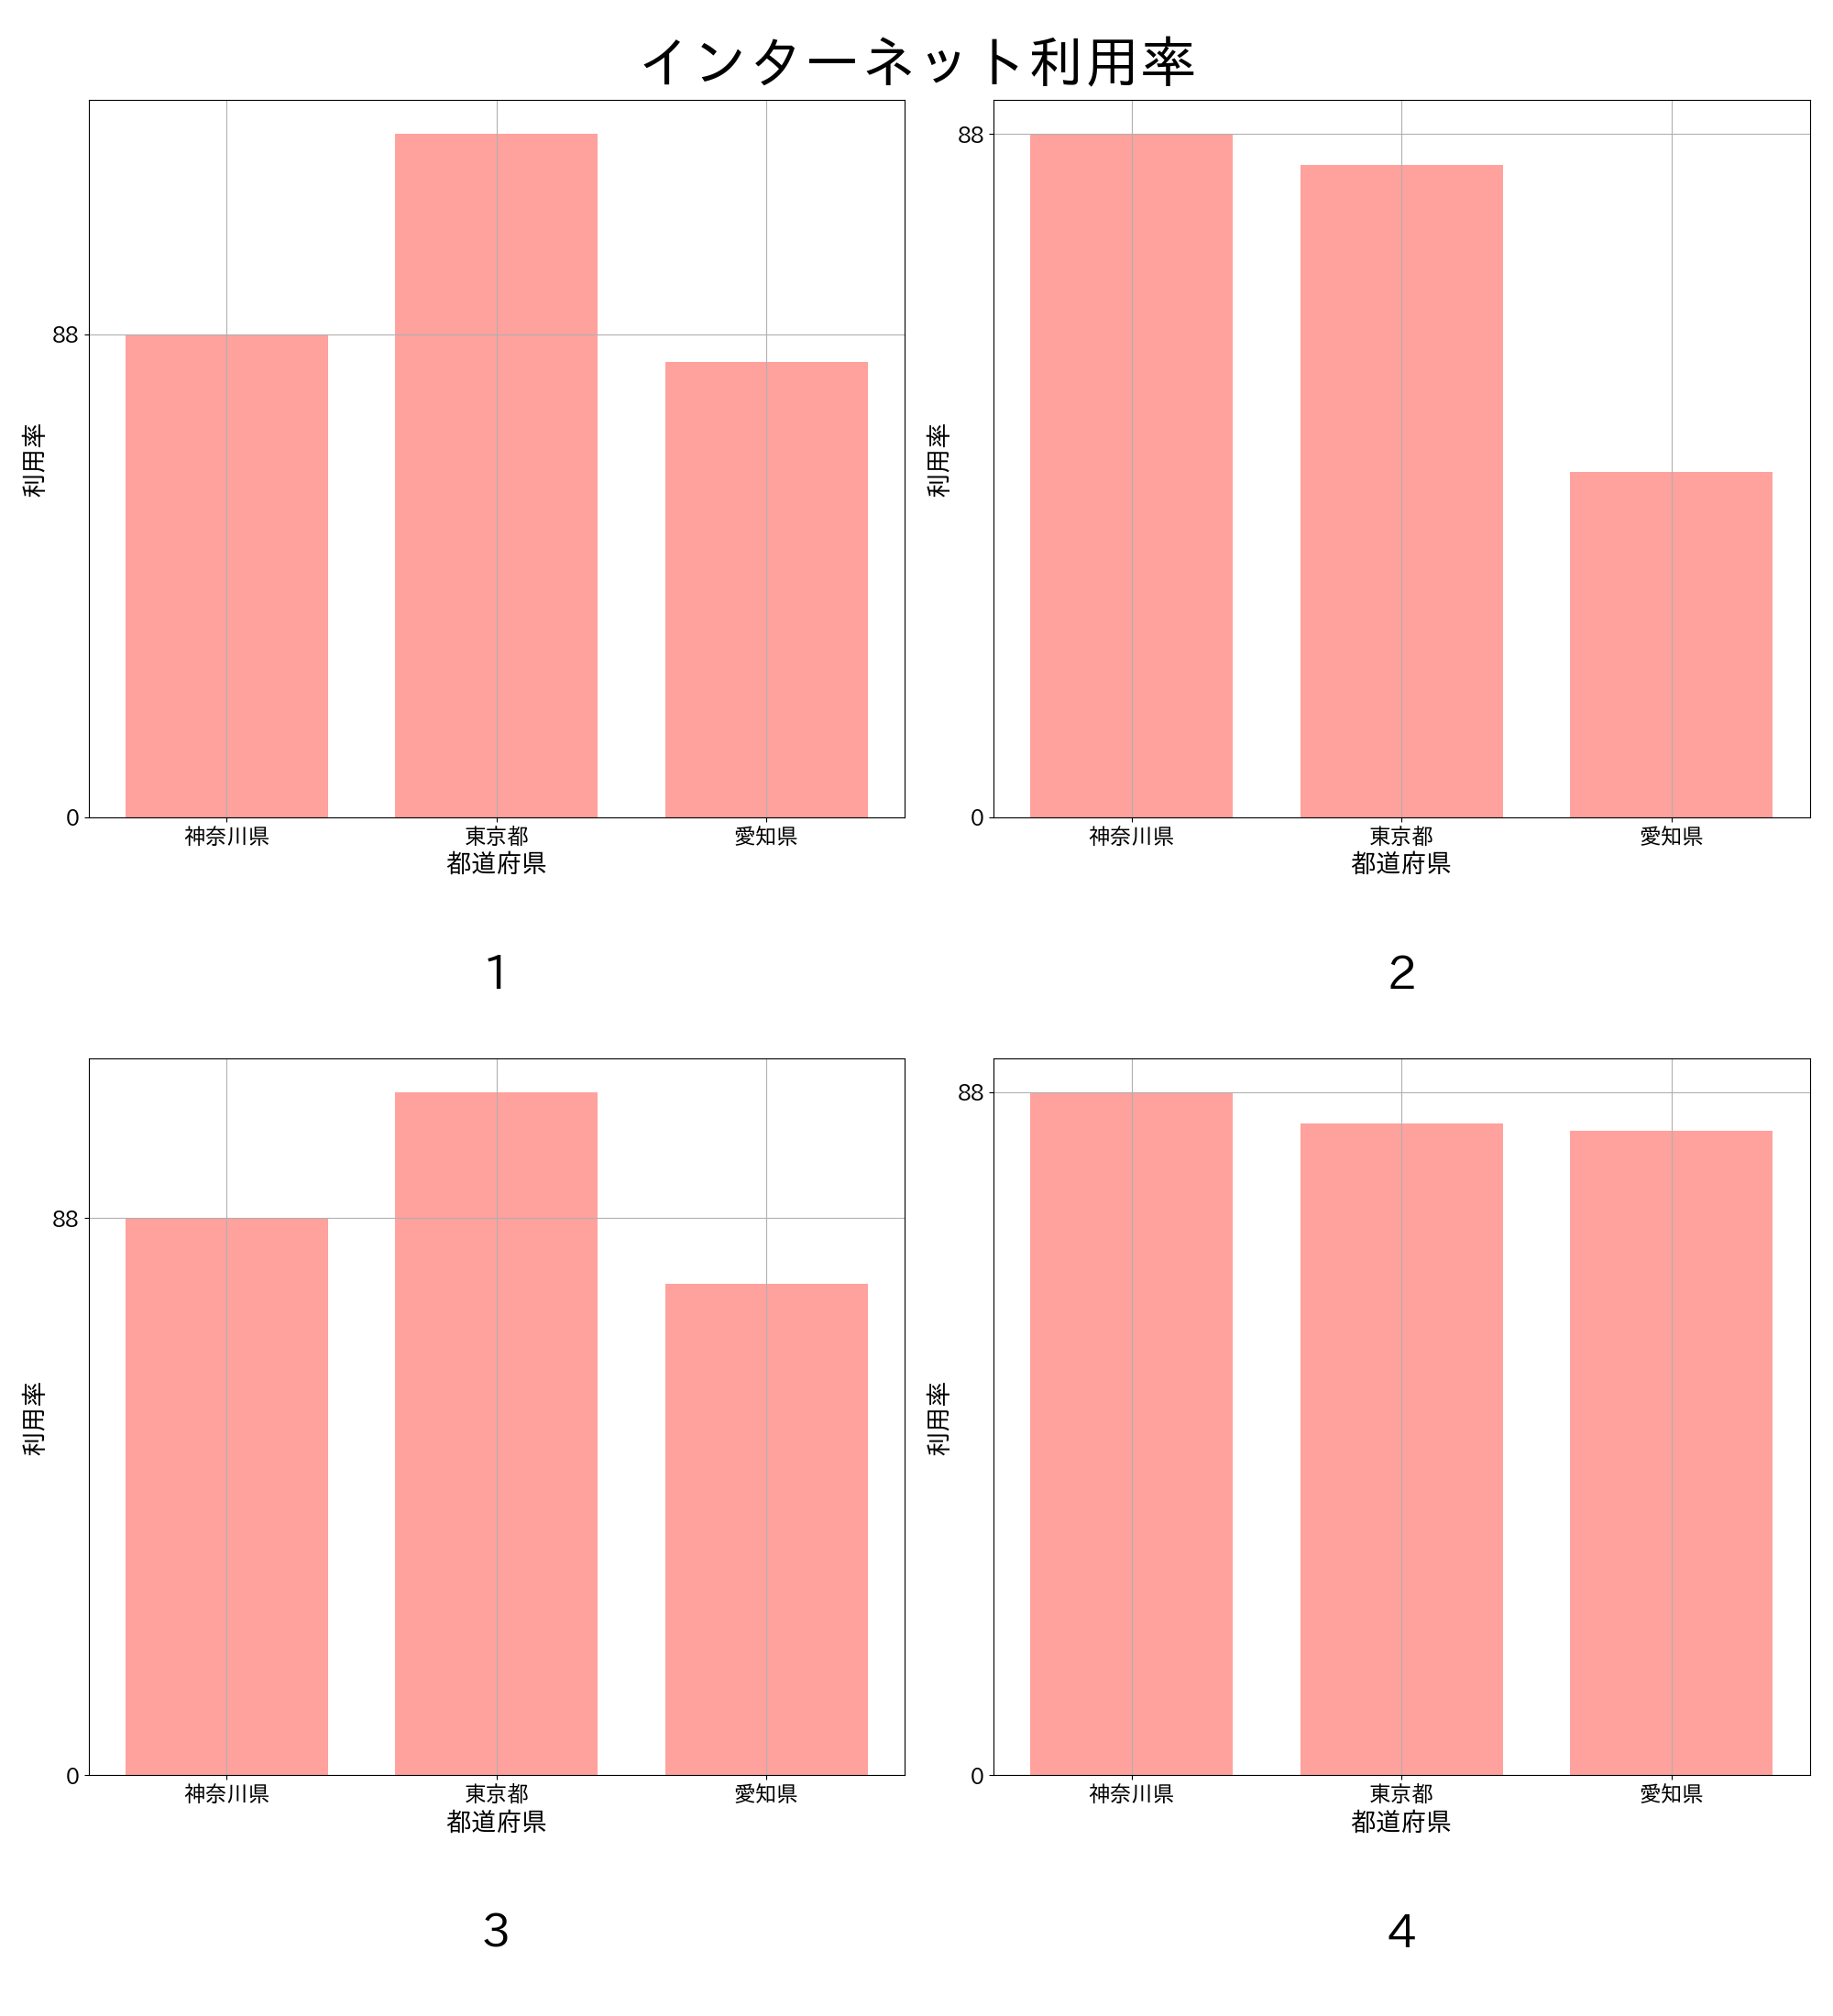 インターネット利用率
88
0
利用率
神奈川県 東京都 愛知県
都道府県
1
88
0
利用率
神奈川県 東京都 愛知県
都道府県
2
88
0
利用率
神奈川県 東京都 愛知県
都道府県
3
88
0
利用率
神奈川県 東京都 愛知県
都道府県
4